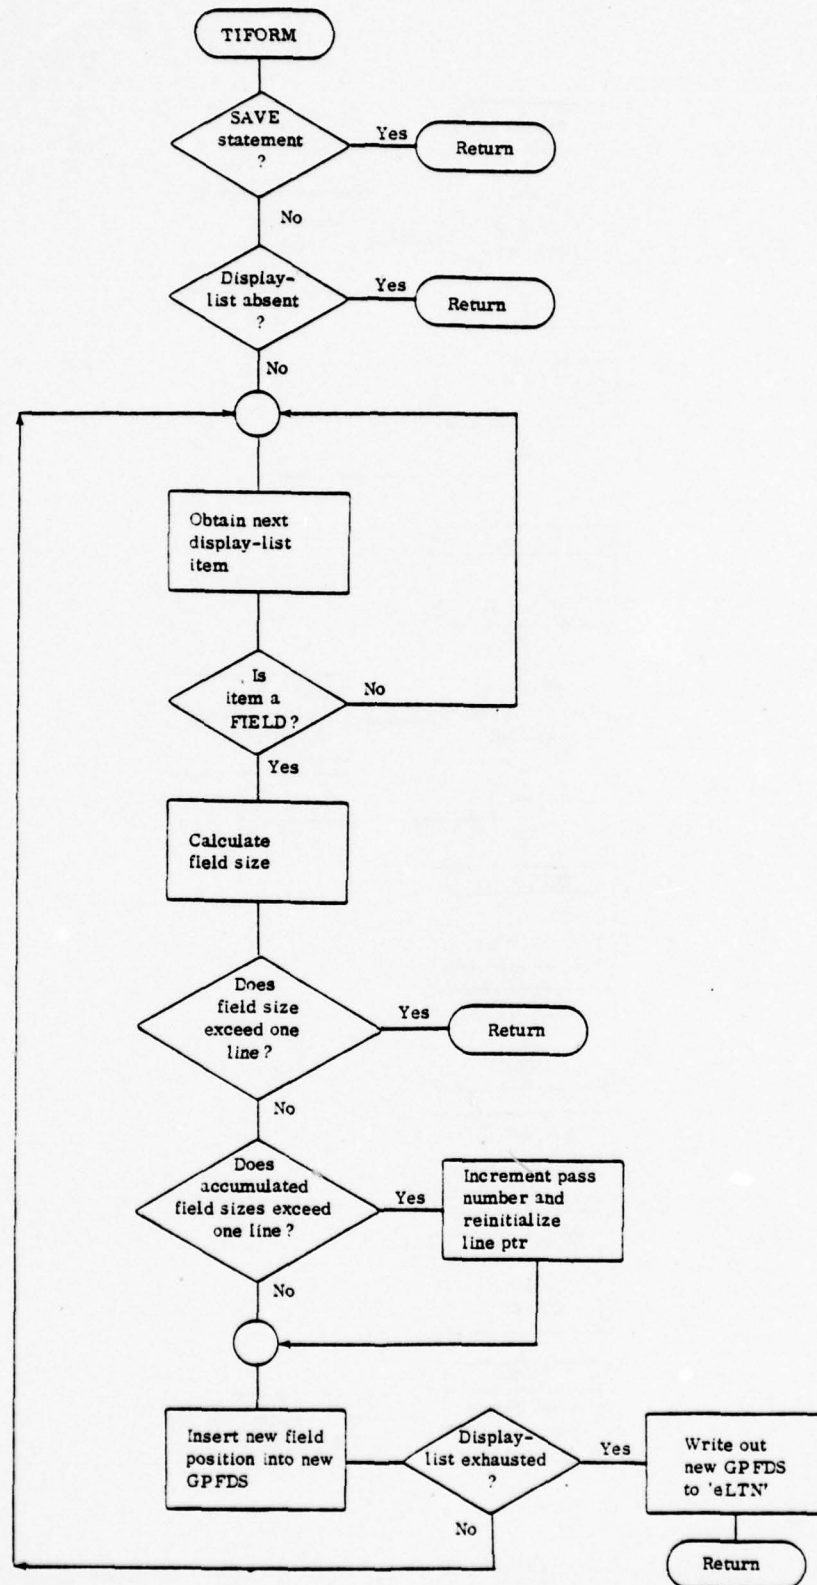 TIFORM
SAVE
statement
?
Yes
Return
No
Display-
list absent
?
Yes
Return
No
Obtain next
display-list
item
Is
item a
FIELD?
No
Yes
Calculate
field size
Does
field size
exceed one
line?
Yes
Return
No
Does
accumulated
field sizes exceed
one line?
Yes
Increment pass
number and
reinitialize
line ptr
No
Insert new field
position into new
GPFDS
Display-
list exhausted
?
Yes
Write out
new GPFDS
to 'eLTN'
No
Return